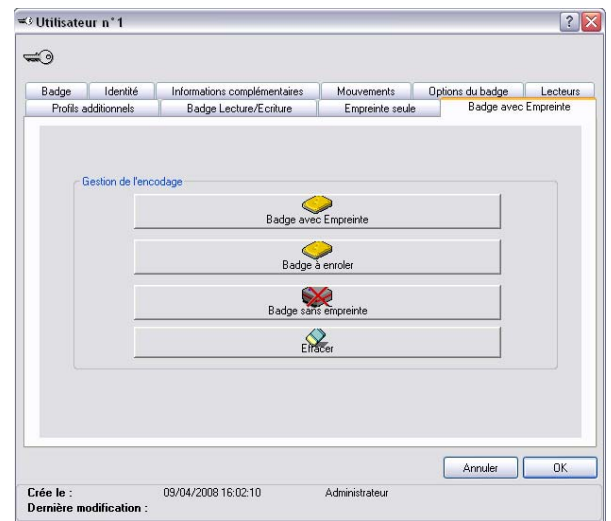 Utilisateur n°1
Badge Identité Informations complémentaires Mouvements Options du badge Lecteurs
Profils additionnels Badge Lecture/Ecriture Empreinte seule Badge avec Empreinte
Gestion de l'encodage
Badge avec Empreinte
Badge à enroler
Badge sans empreinte
Effacer
Annuler OK
Crée le : 09/04/2008 16:02:10 Administrateur
Dernière modification :